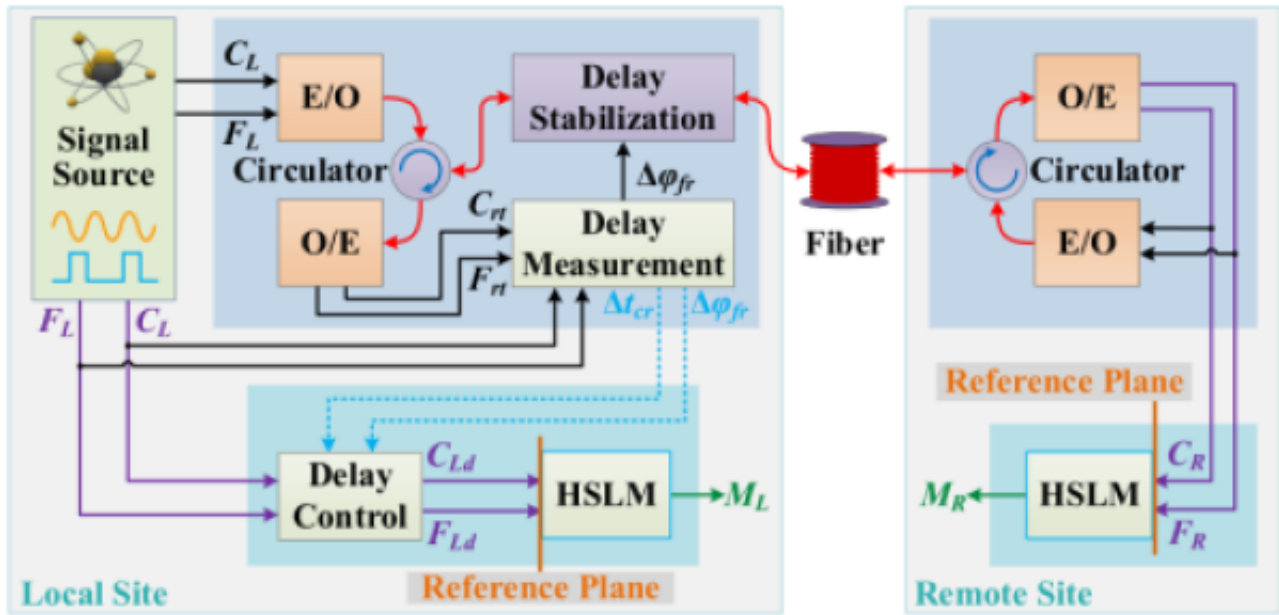 Signal
Source
C_L
F_L
E/O
Circulator
O/E
C_rt
F_rt
Delay
Stabilization
Δφ_fr
Delay
Measurement
Δt_cr
Δφ_fr
Fiber
O/E
Circulator
E/O
F_L
C_L
Delay
Control
C_Ld
F_Ld
HSLM
M_L
Reference Plane
Local Site
Reference Plane
C_R
F_R
HSLM
M_R
Remote Site